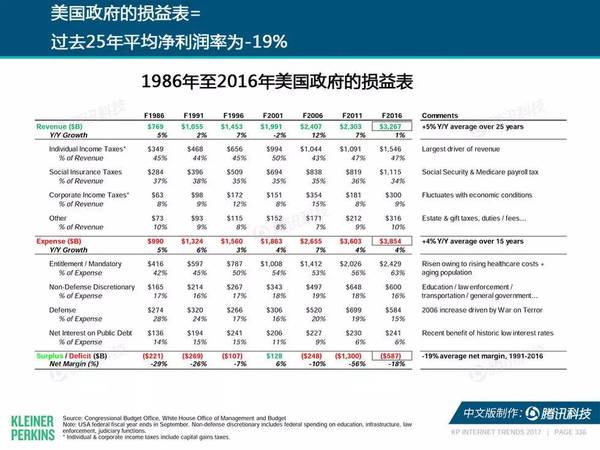 美国政府的损益表=
过去25年平均净利润率为-19%
1986年至2016年美国政府的损益表
F1986 F1991 F1996 F2001 F2006 F2011 F2016 Comments
Revenue ($B) $769 $1,055 $1,453 $1,991 $2,407 $2,303 $3,267 +5% Y/Y average over 25 years
Y/Y Growth 5% 2% 7% -2% 12% 7% 1%
Individual Income Taxes* $349 $468 $656 $994 $1,044 $1,091 $1,546 Largest driver of revenue
% of Revenue 45% 44% 45% 50% 43% 47% 47%
Social Insurance Taxes $284 $396 $509 $694 $838 $819 $1,115 Social Security & Medicare payroll tax
% of Revenue 37% 38% 35% 35% 35% 36% 34%
Corporate Income Taxes* $63 $98 $172 $151 $354 $181 $300 Fluctuates with economic conditions
% of Revenue 8% 9% 12% 8% 15% 8% 9%
Other $73 $93 $115 $152 $171 $212 $316 Estate & gift taxes, duties / fees…
% of Revenue 10% 9% 8% 8% 7% 9% 10%
Expense ($B) $990 $1,324 $1,560 $1,863 $2,655 $3,603 $3,854 +4% Y/Y average over 15 years
Y/Y Growth 5% 6% 3% 4% 7% 4% 4%
Entitlement / Mandatory $416 $597 $787 $1,008 $1,412 $2,026 $2,429 Risen owing to rising healthcare costs +
% of Expense 42% 45% 50% 54% 53% 56% 63% aging population
Non-Defense Discretionary $165 $214 $267 $343 $497 $648 $600 Education / law enforcement /
% of Expense 17% 16% 17% 18% 19% 18% 16% transportation / general government…
Defense $274 $320 $266 $306 $520 $699 $584 2006 increase driven by War on Terror
% of Expense 28% 24% 17% 16% 20% 19% 15%
Net Interest on Public Debt $136 $194 $241 $206 $227 $230 $241 Recent benefit of historic low interest rates
% of Expense 14% 15% 15% 11% 9% 6% 6%
Surplus / Deficit ($B) ($221) ($269) ($107) $128 ($248) ($1,300) ($587) -19% average net margin, 1991-2016
Net Margin (%) -29% -26% -7% 6% -10% -56% -18%
KLEINER
PERKINS
Source: Congressional Budget Office, White House Office of Management and Budget
Note: USA federal fiscal year ends in September. Non-defense discretionary includes federal spending on education, infrastructure, law
enforcement, judiciary functions.
* Individual & corporate income taxes include capital gains taxes.
中文版制作：腾讯科技
KP INTERNET TRENDS 2017 | PAGE 336